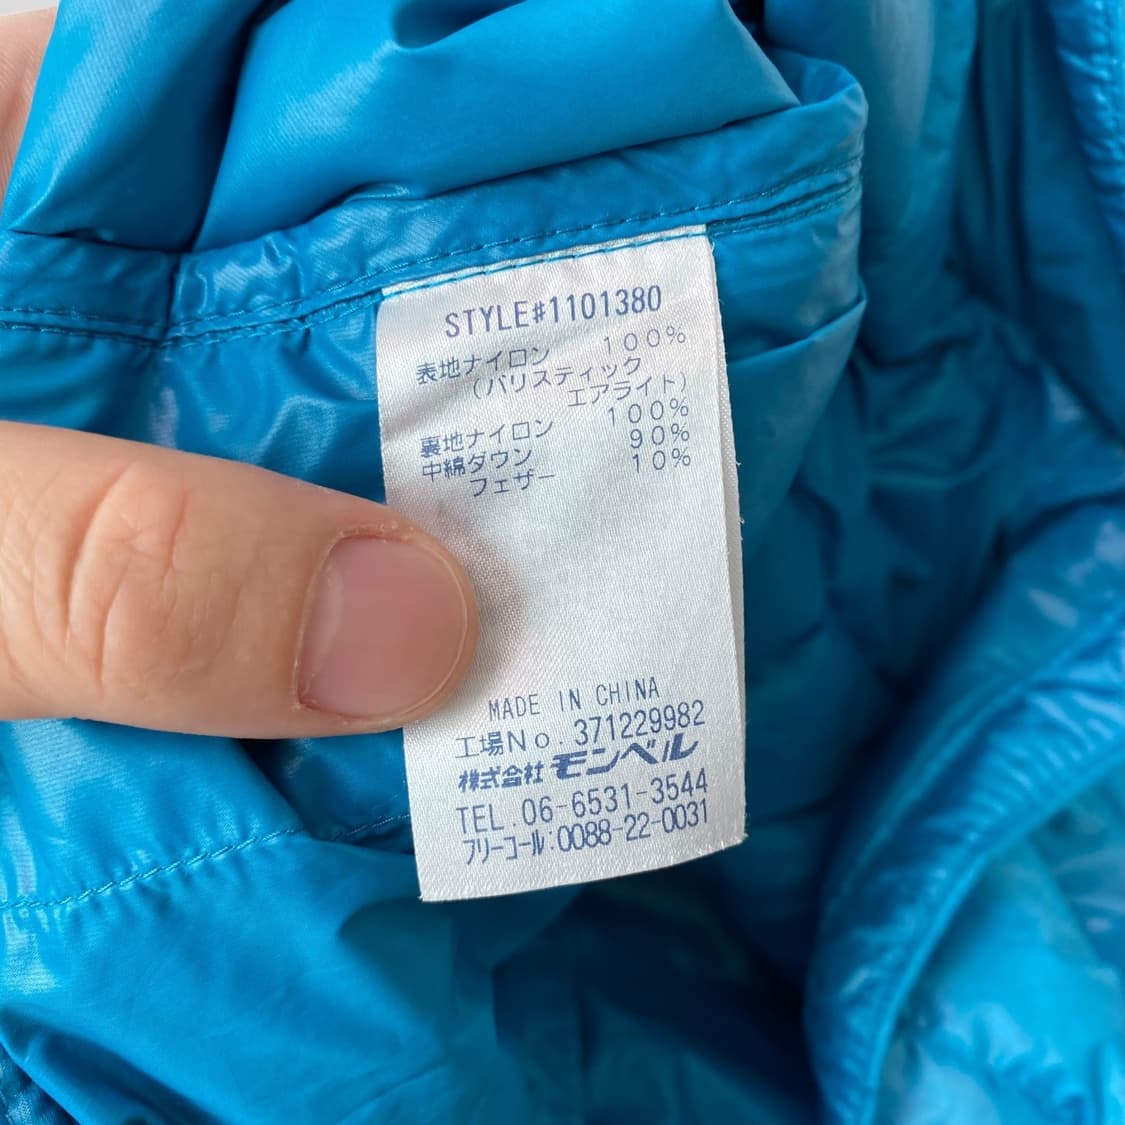 STYLE#1101380
表地ナイロン 100%
(バリスティック
エアライト)
裏地ナイロン 100%
中綿ダウン 90%
フェザー 10%
MADE IN CHINA
工場No. 371229982
株式会社 モンベル
TEL. 06-6531-3544
フリーコール:0088-22-0031